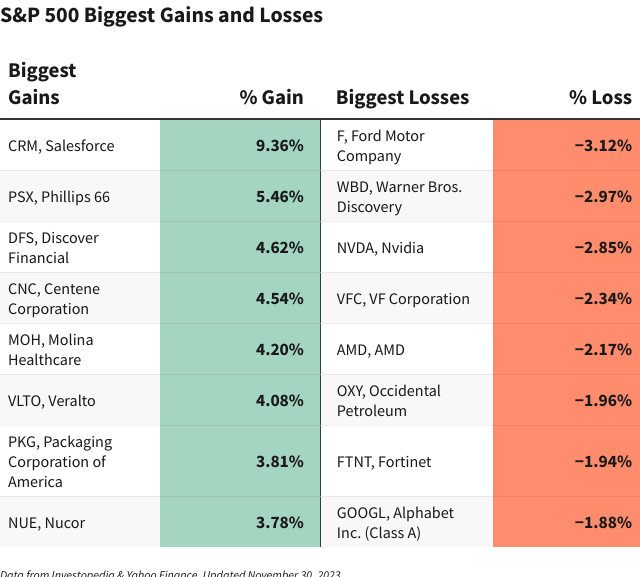 S&P 500 Biggest Gains and Losses
Biggest
Gains
% Gain
Biggest Losses
% Loss
CRM, Salesforce
9.36%
F, Ford Motor
Company
−3.12%
PSX, Phillips 66
5.46%
WBD, Warner Bros.
Discovery
−2.97%
DFS, Discover
Financial
4.62%
NVDA, Nvidia
−2.85%
CNC, Centene
Corporation
4.54%
VFC, VF Corporation
−2.34%
MOH, Molina
Healthcare
4.20%
AMD, AMD
−2.17%
VLTO, Veralto
4.08%
OXY, Occidental
Petroleum
−1.96%
PKG, Packaging
Corporation of
America
3.81%
FTNT, Fortinet
−1.94%
NUE, Nucor
3.78%
GOOGL, Alphabet
Inc. (Class A)
−1.88%
Data from Investopedia & Yahoo Finance. Updated November 30, 2023